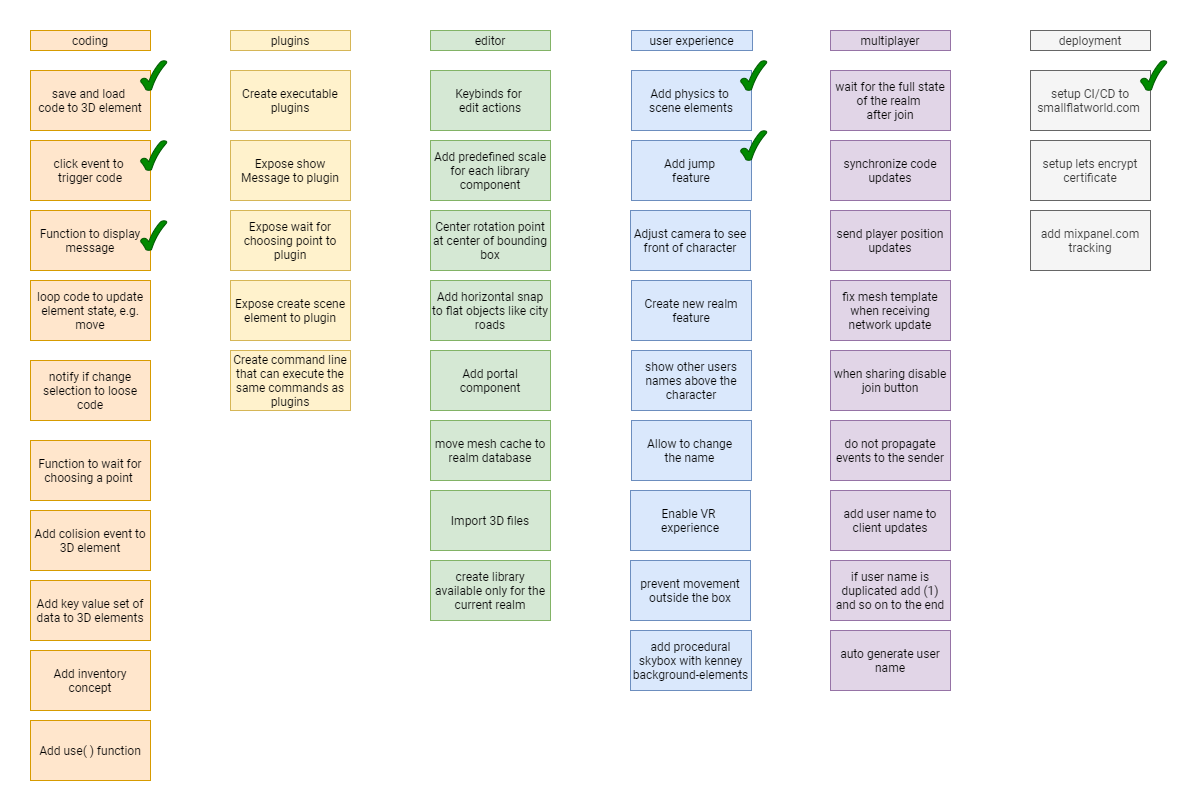 coding
save and load
code to 3D element
click event to
trigger code
Function to display
message
loop code to update
element state, e.g.
move
notify if change
selection to loose
code
Function to wait for
choosing a point
Add colision event to
3D element
Add key value set of
data to 3D elements
Add inventory
concept
Add use( ) function
plugins
Create executable
plugins
Expose show
Message to plugin
Expose wait for
choosing point to
plugin
Expose create scene
element to plugin
Create command line
that can execute the
same commands as
plugins
editor
Keybinds for
edit actions
Add predefined scale
for each library
component
Center rotation point
at center of bounding
box
Add horizontal snap
to flat objects like city
roads
Add portal
component
move mesh cache to
realm database
Import 3D files
create library
available only for the
current realm
user experience
Add physics to
scene elements
Add jump
feature
Adjust camera to see
front of character
Create new realm
feature
show other users
names above the
character
Allow to change
the name
Enable VR
experience
prevent movement
outside the box
add procedural
skybox with kenney
background-elements
multiplayer
wait for the full state
of the realm
after join
synchronize code
updates
send player position
updates
fix mesh template
when receiving
network update
when sharing disable
join button
do not propagate
events to the sender
add user name to
client updates
if user name is
duplicated add (1)
and so on to the end
auto generate user
name
deployment
setup CI/CD to
smallflatworld.com
setup lets encrypt
certificate
add mixpanel.com
tracking